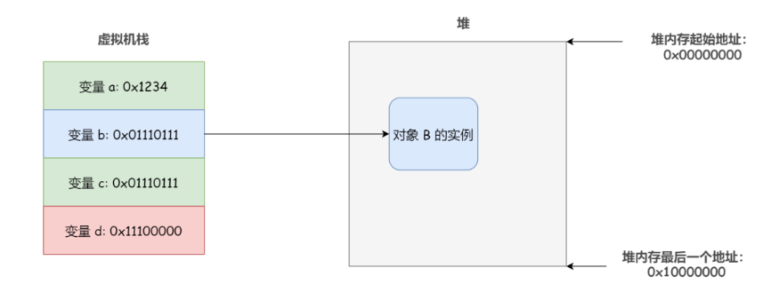 堆
虚拟机栈
堆内存起始地址:
0x00000000
变量 a: 0x1234
变量 b: 0x01110111
对象 B 的实例
变量 c: 0x01110111
变量 d: 0x11100000
堆内存最后一个地址:
0x10000000